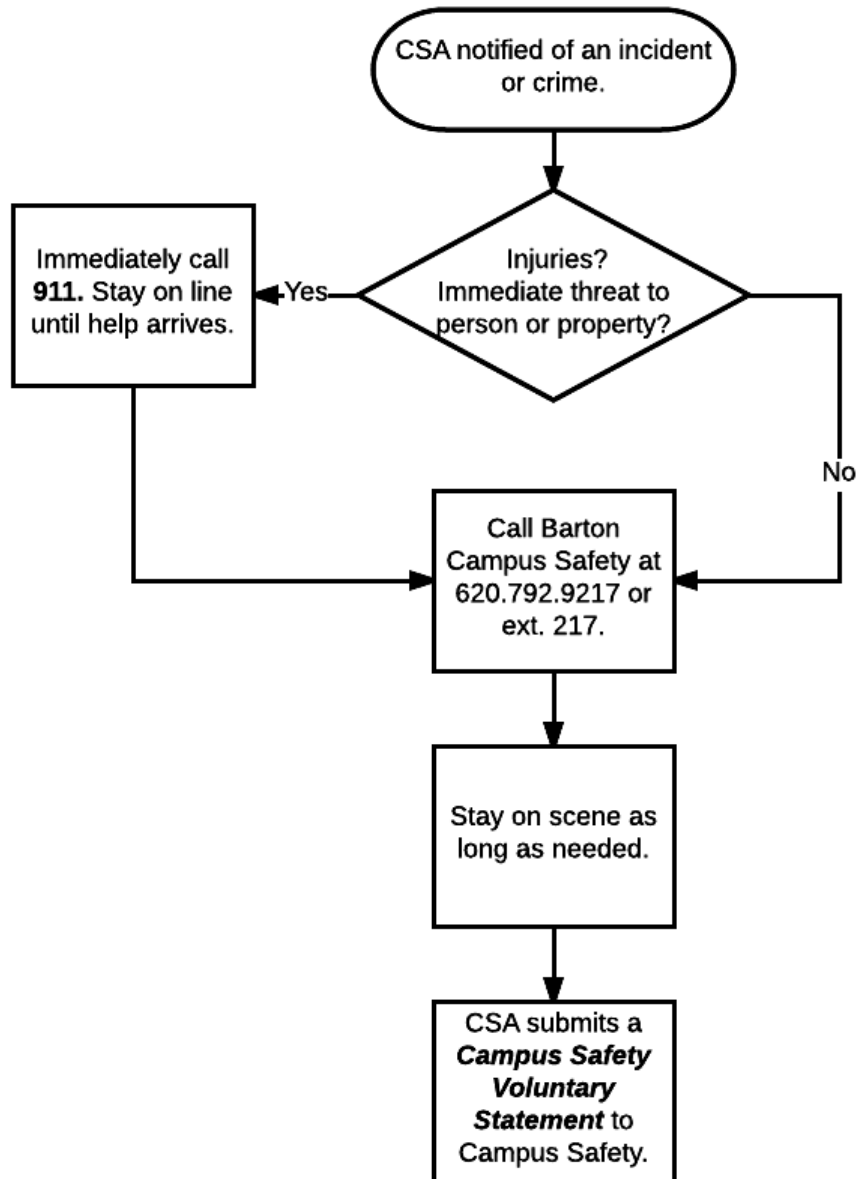 CSA notified of an incident
or crime.
Injuries?
Immediate threat to
person or property?
Yes
Immediately call
911. Stay on line
until help arrives.
No
Call Barton
Campus Safety at
620.792.9217 or
ext. 217.
Stay on scene as
long as needed.
CSA submits a
Campus Safety
Voluntary
Statement to
Campus Safety.